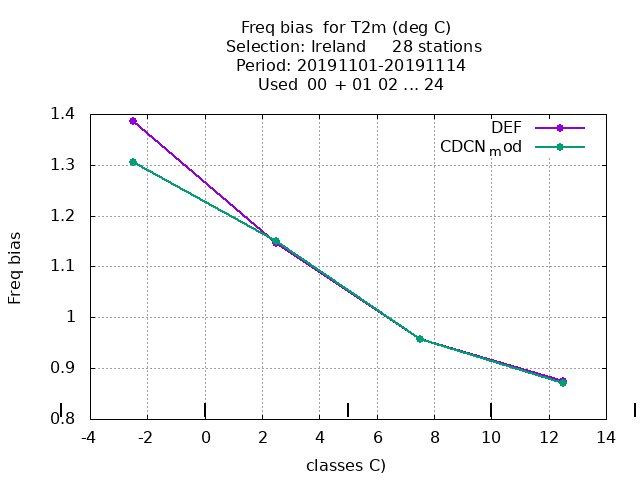 Freq bias for T2m (deg C)
Selection: Ireland 28 stations
Period: 20191101-20191114
Used 00 + 01 02 ... 24
DEF
CDCNmod
1.4
1.3
1.2
1.1
1
0.9
0.8
Freq bias
-4 -2 0 2 4 6 8 10 12 14
classes C)